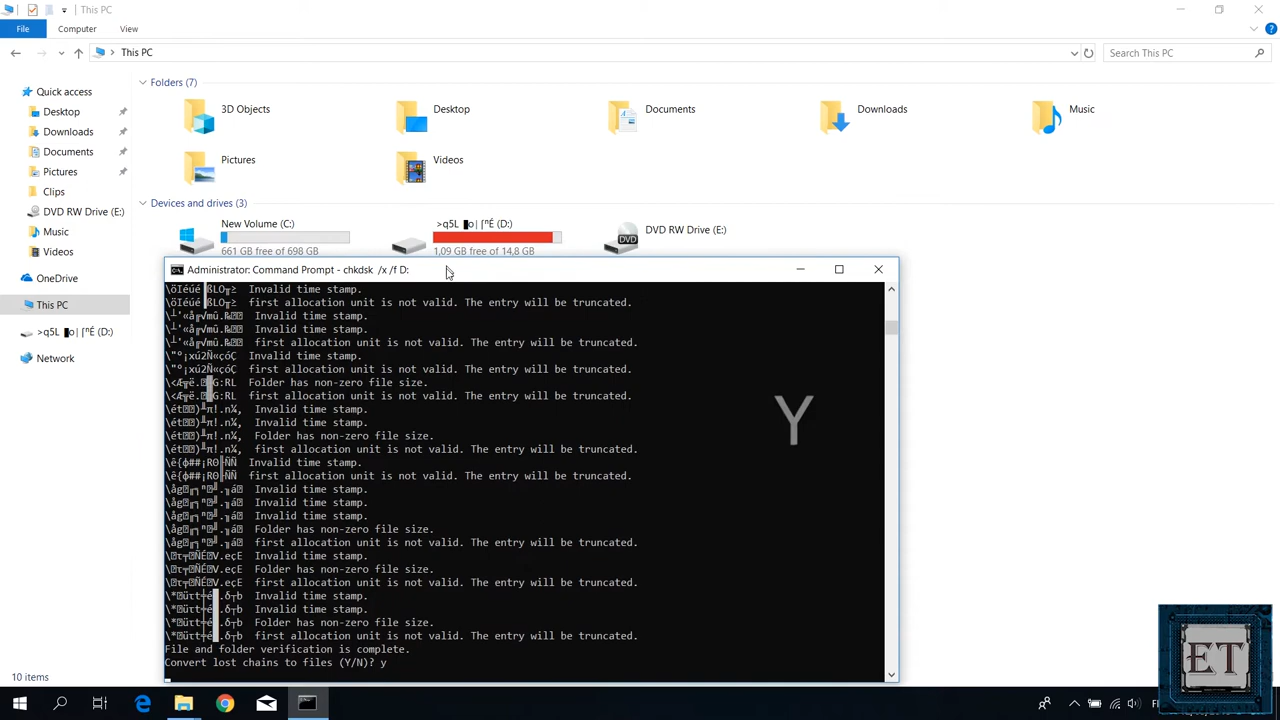 This PC
File
Computer
View
This PC
Search This PC
Quick access
Desktop
Downloads
Documents
Pictures
Clips
DVD RW Drive (E:)
Music
Videos
OneDrive
This PC
>q5L █o| ⌠ⁿÉ (D:)
Network
Folders (7)
3D Objects
Desktop
Documents
Downloads
Music
Pictures
Videos
Devices and drives (3)
New Volume (C:)
661 GB free of 698 GB
>q5L █o| ⌠ⁿÉ (D:)
1,09 GB free of 14,8 GB
DVD RW Drive (E:)
Administrator: Command Prompt - chkdsk /x /f D:
Invalid time stamp.
first allocation unit is not valid. The entry will be truncated.
Invalid time stamp.
Invalid time stamp.
first allocation unit is not valid. The entry will be truncated.
Invalid time stamp.
first allocation unit is not valid. The entry will be truncated.
Folder has non-zero file size.
first allocation unit is not valid. The entry will be truncated.
Invalid time stamp.
Invalid time stamp.
Folder has non-zero file size.
first allocation unit is not valid. The entry will be truncated.
Invalid time stamp.
first allocation unit is not valid. The entry will be truncated.
Invalid time stamp.
Invalid time stamp.
Invalid time stamp.
Folder has non-zero file size.
first allocation unit is not valid. The entry will be truncated.
Invalid time stamp.
Folder has non-zero file size.
first allocation unit is not valid. The entry will be truncated.
Invalid time stamp.
Invalid time stamp.
Folder has non-zero file size.
first allocation unit is not valid. The entry will be truncated.
File and folder verification is complete.
Convert lost chains to files (Y/N)? y
Y
10 items
ET